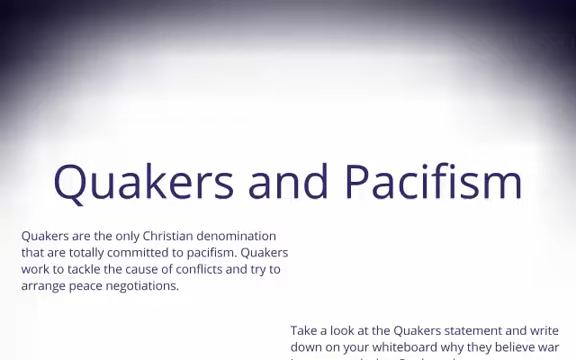 Quakers and Pacifism
Quakers are the only Christian denomination
that are totally committed to pacifism. Quakers
work to tackle the cause of conflicts and try to
arrange peace negotiations.
Take a look at the Quakers statement and write
down on your whiteboard why they believe war